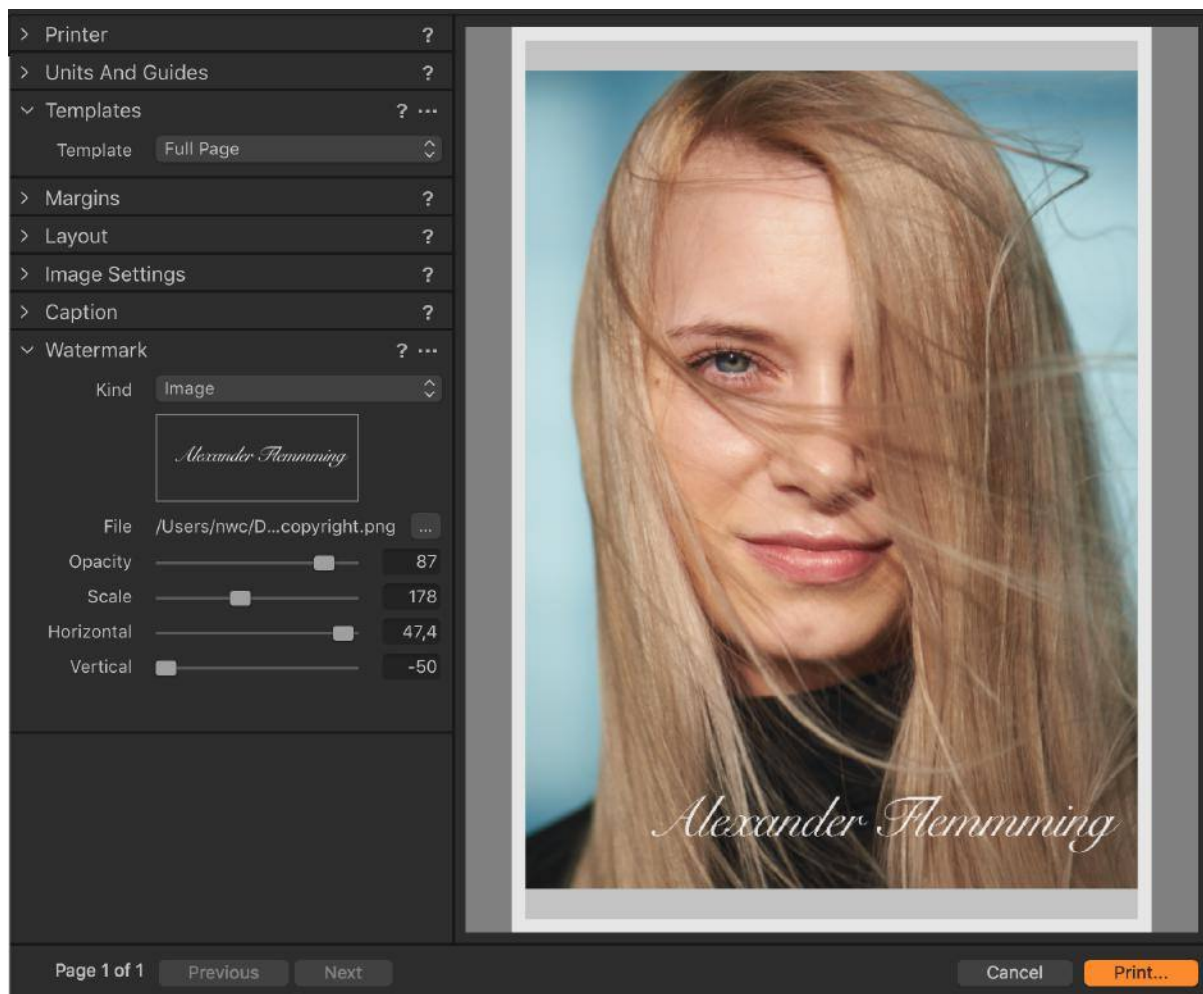 Printer ?
Units And Guides ?
Templates ? ...
Template Full Page
Margins ?
Layout ?
Image Settings ?
Caption ?
Watermark ? ...
Kind Image
Alexander Flemmming
File /Users/nwc/D...copyright.png ...
Opacity 87
Scale 178
Horizontal 47,4
Vertical -50
Alexander Flemmming
Page 1 of 1 Previous Next Cancel Print...